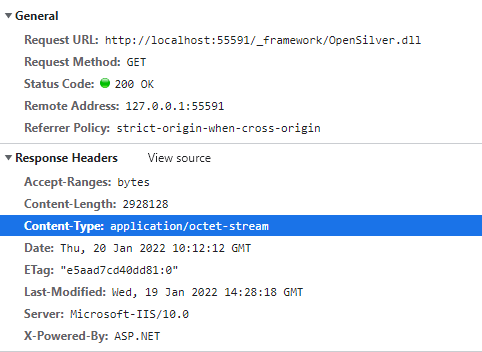 General
Request URL: http://localhost:55591/_framework/OpenSilver.dll
Request Method: GET
Status Code: 200 OK
Remote Address: 127.0.0.1:55591
Referrer Policy: strict-origin-when-cross-origin
Response Headers View source
Accept-Ranges: bytes
Content-Length: 2928128
Content-Type: application/octet-stream
Date: Thu, 20 Jan 2022 10:12:12 GMT
ETag: "e5aad7cd40dd81:0"
Last-Modified: Wed, 19 Jan 2022 14:28:18 GMT
Server: Microsoft-IIS/10.0
X-Powered-By: ASP.NET